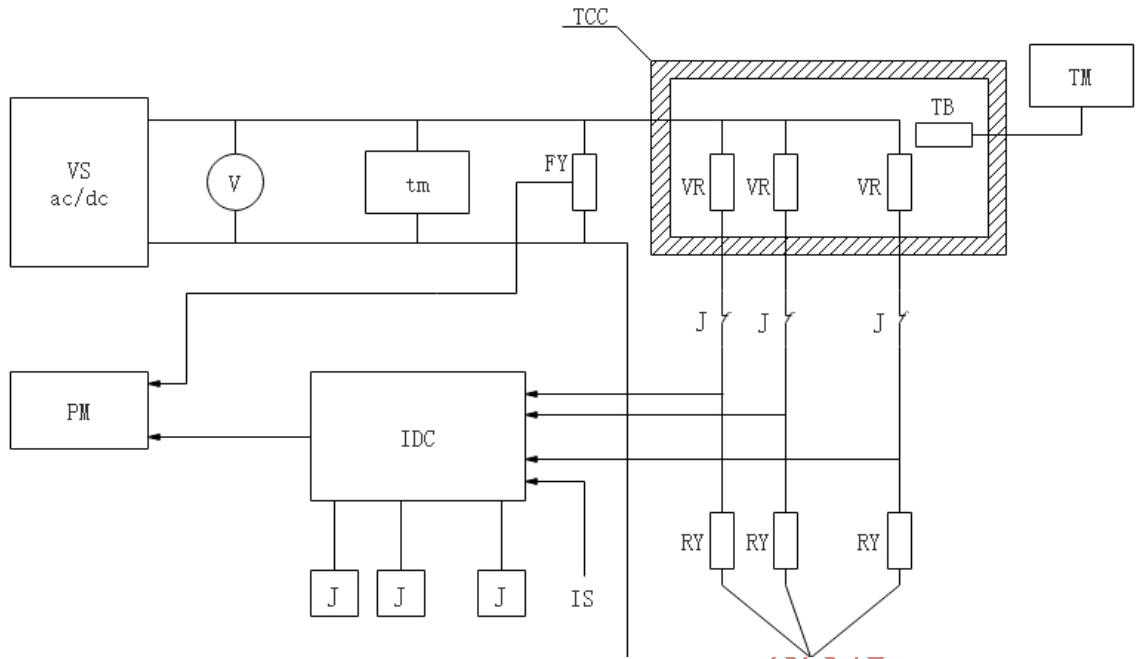 TCC
TM
TB
VS
ac/dc
V
tm
FY
VR
VR
VR
J
J
J
PM
IDC
RY
RY
RY
J
J
J
IS